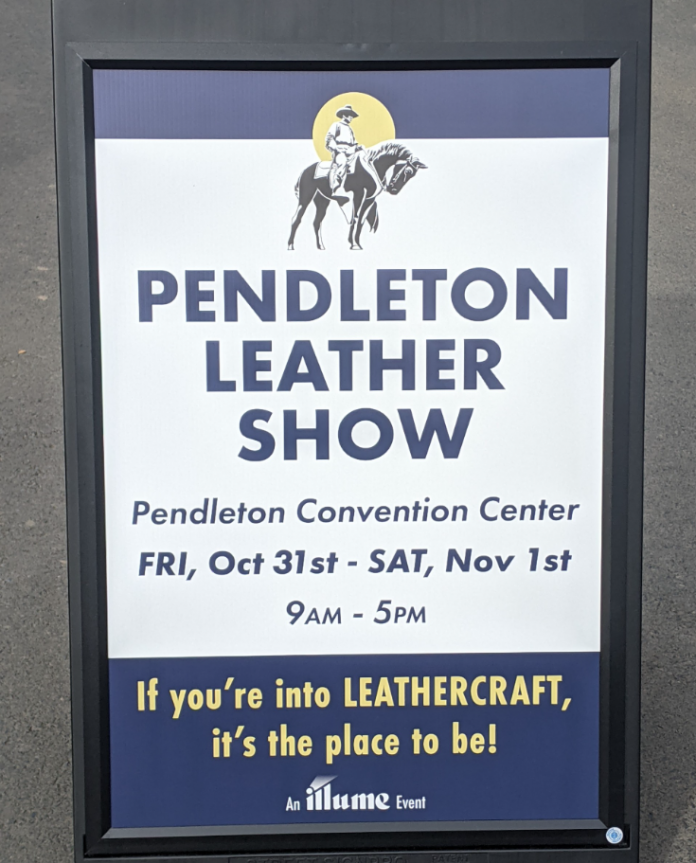 PENDLETON
LEATHER
SHOW
Pendleton Convention Center
FRI, Oct 31st - SAT, Nov 1st
9AM - 5PM
If you're into LEATHERCRAFT,
it's the place to be!
An illume Event